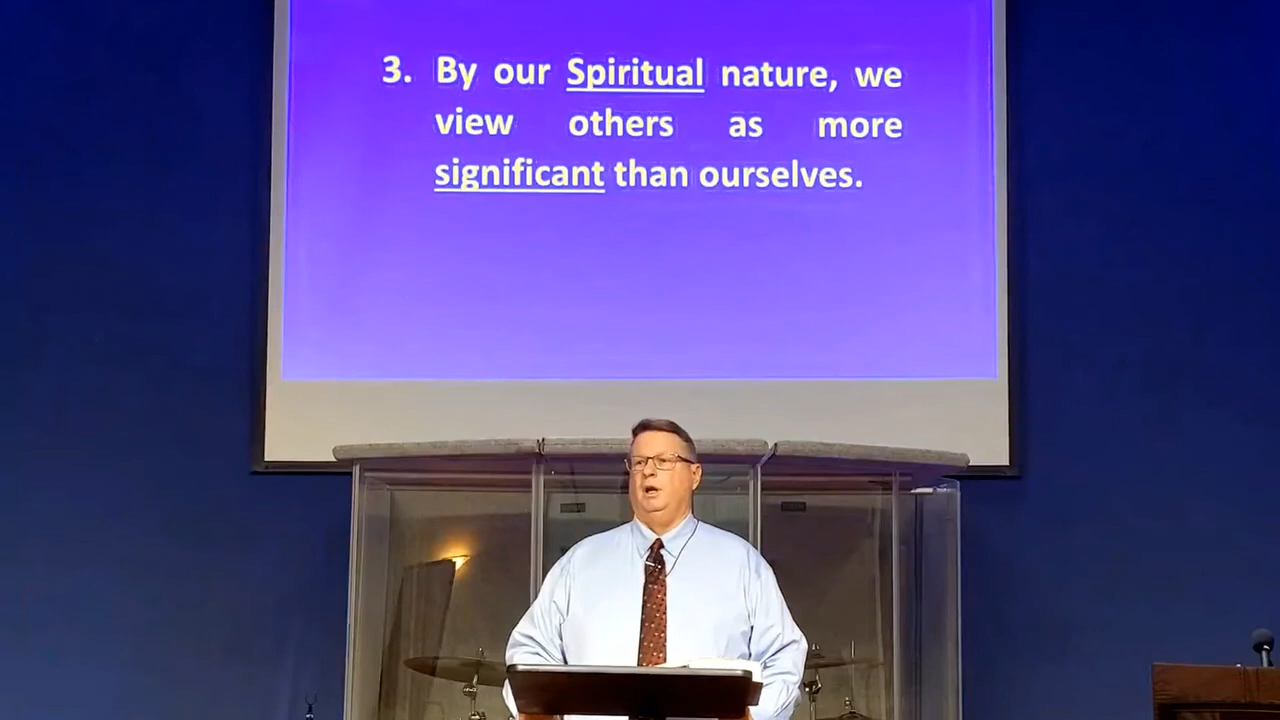 3. By our Spiritual nature, we
view others as more
significant than ourselves.